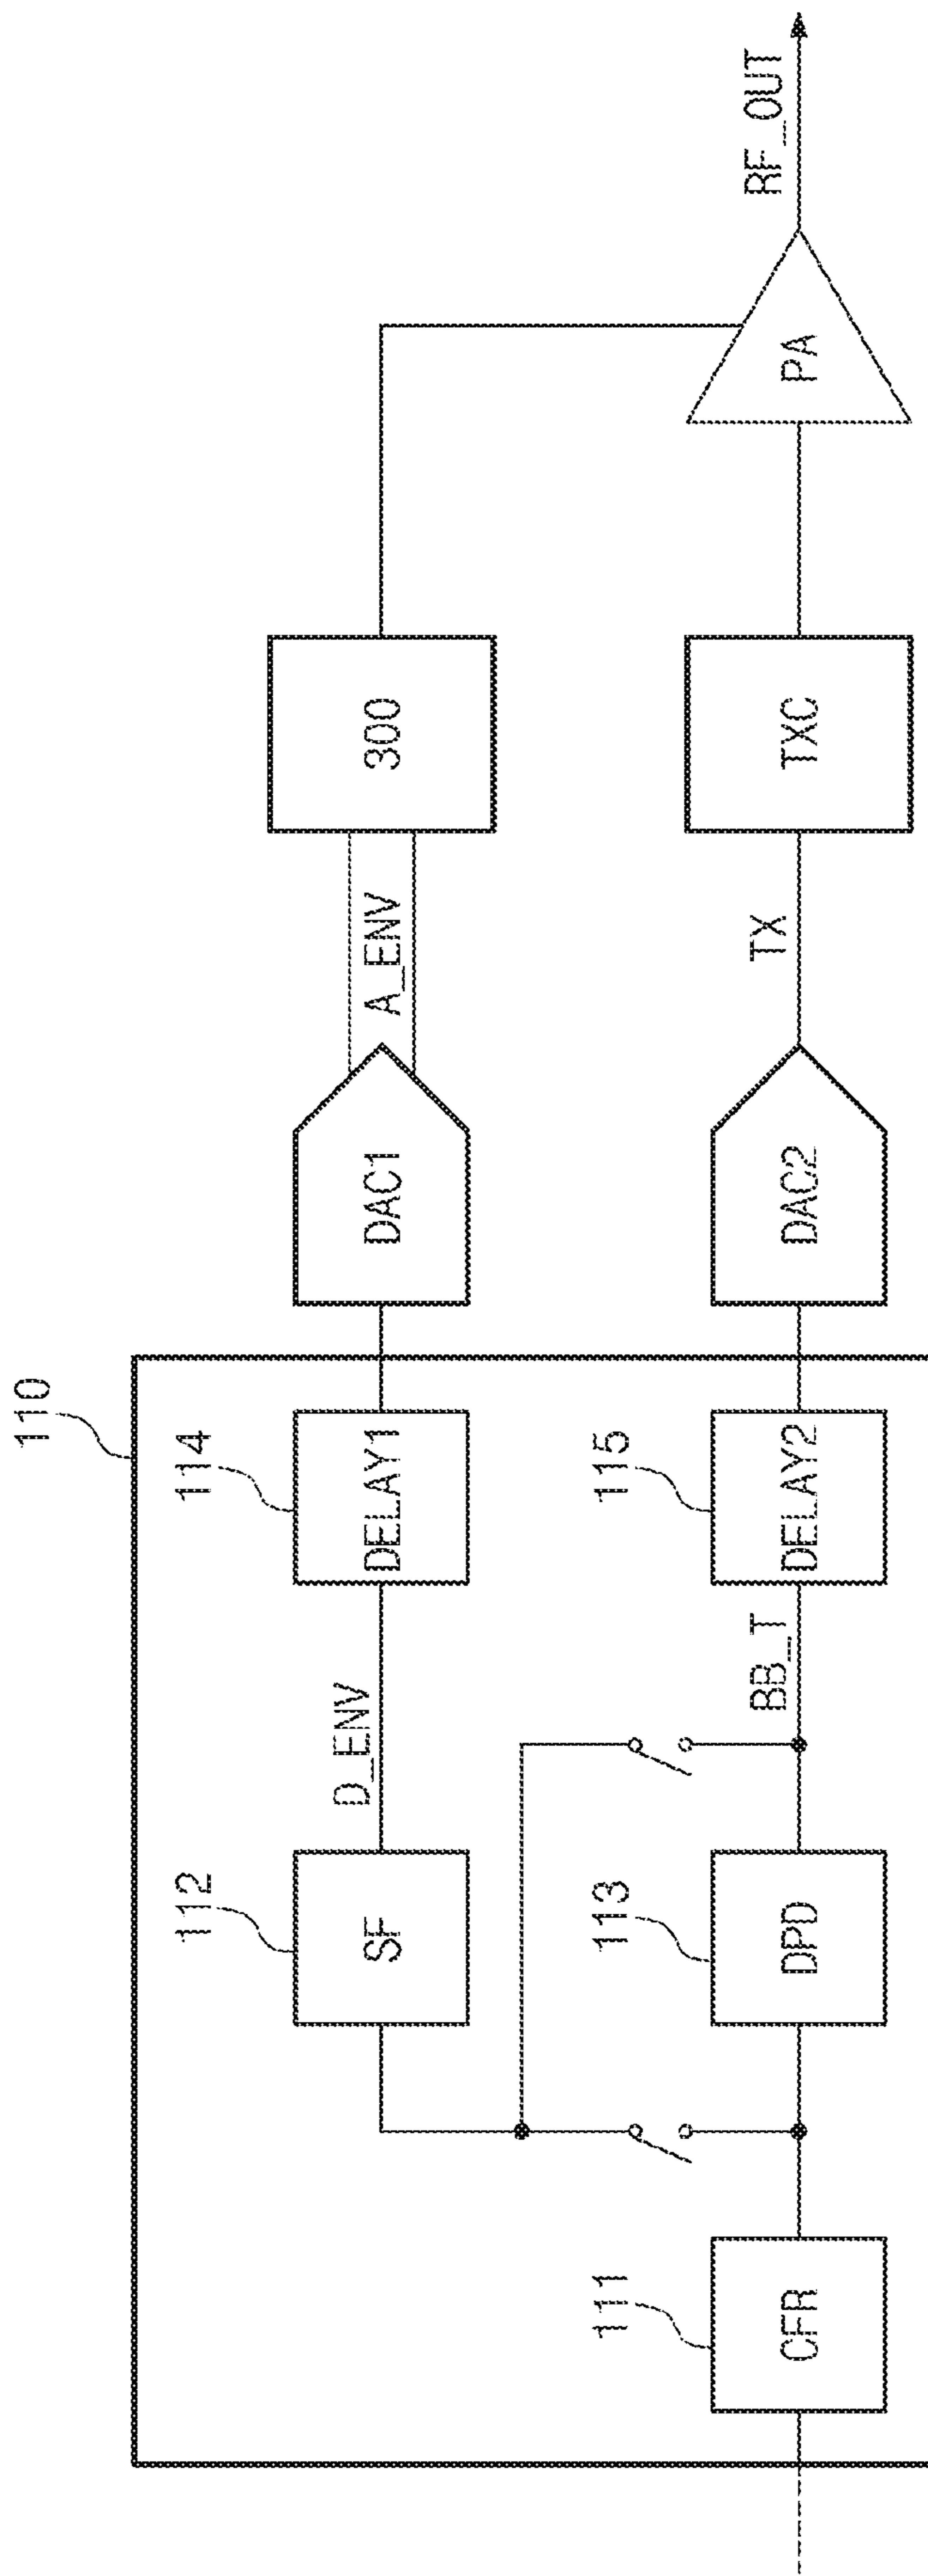 110
112
SF
D_ENV
114
DELAY1
DAC1
A_ENV
300
111
CFR
113
DPD
BB_T
115
DELAY2
DAC2
TX
TXC
PA
RF_OUT